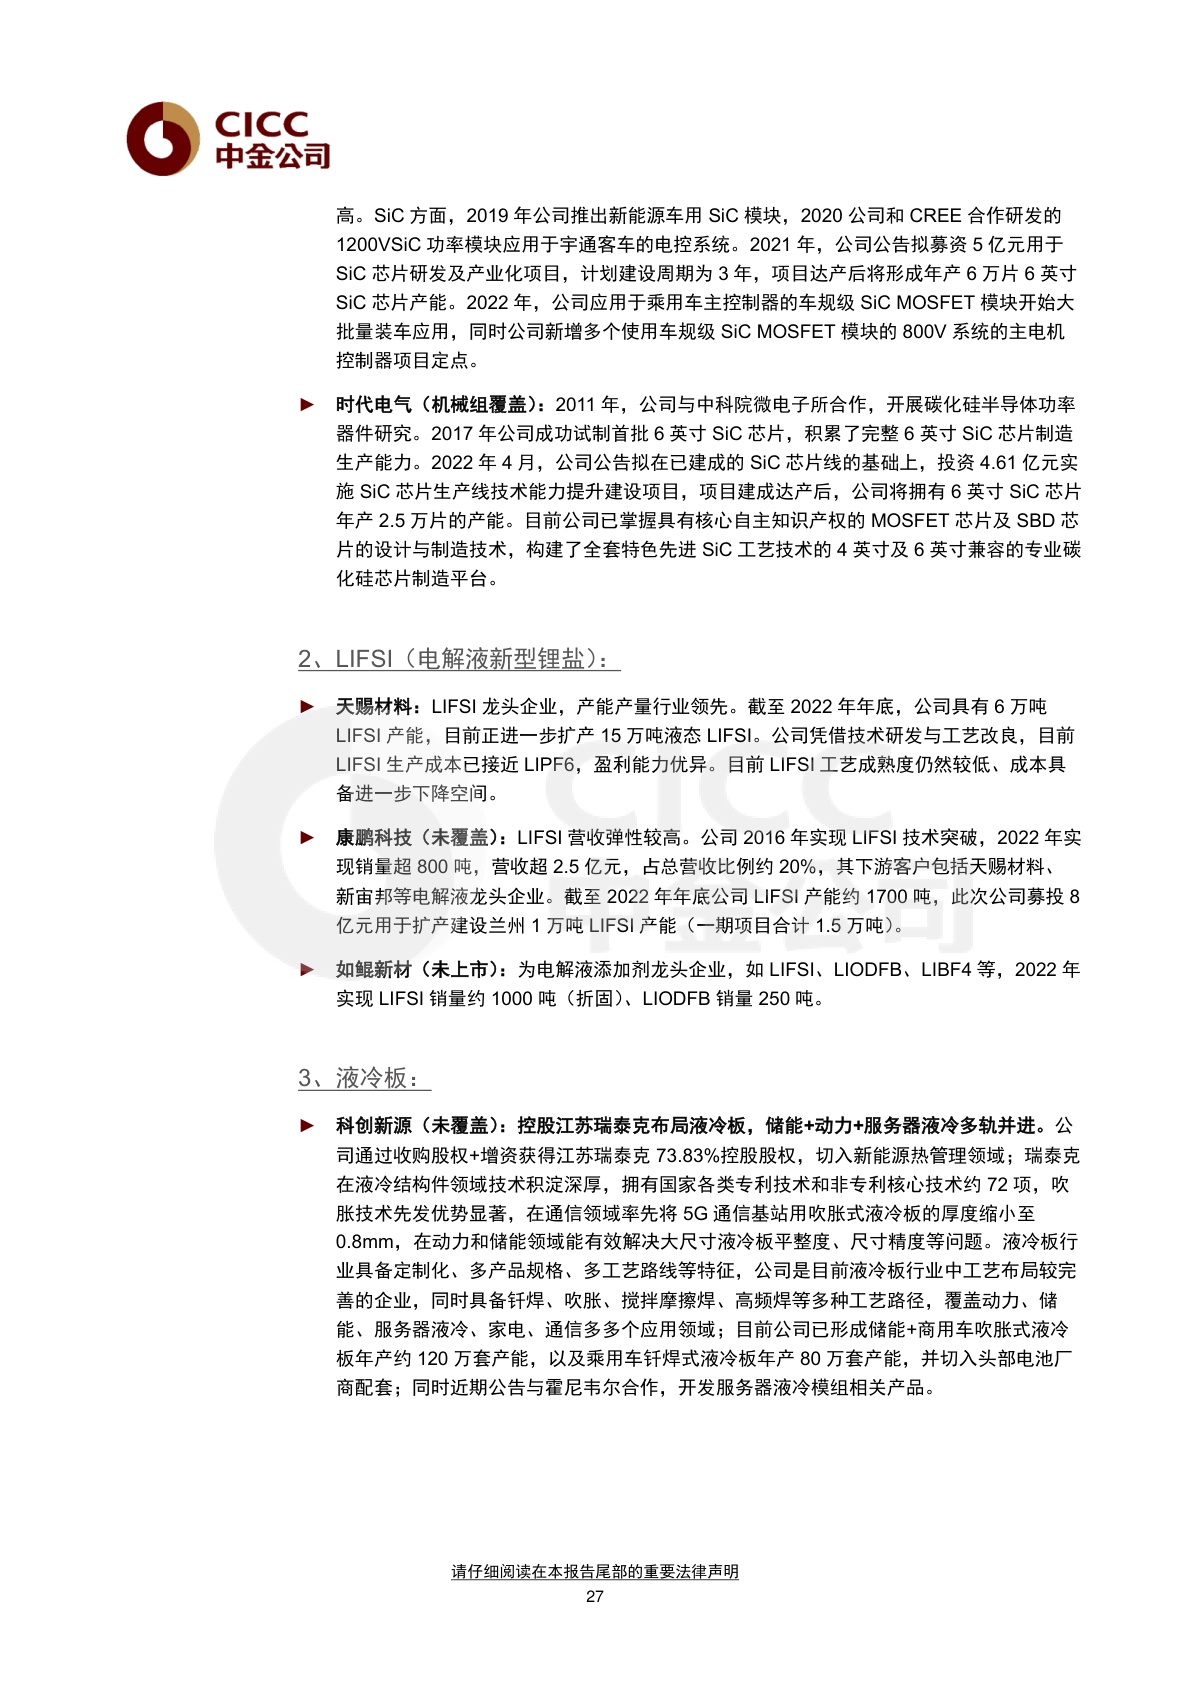 CICC
中金公司
高。SiC 方面，2019 年公司推出新能源车用 SiC 模块，2020 公司和 CREE 合作研发的
1200VSiC 功率模块应用于宇通客车的电控系统。2021 年，公司公告拟募资 5 亿元用于
SiC 芯片研发及产业化项目，计划建设周期为 3 年，项目达产后将形成年产 6 万片 6 英寸
SiC 芯片产能。2022 年，公司应用于乘用车主控制器的车规级 SiC MOSFET 模块开始大
批量装车应用，同时公司新增多个使用车规级 SiC MOSFET 模块的 800V 系统的主电机
控制器项目定点。
► 时代电气（机械组覆盖）：2011 年，公司与中科院微电子所合作，开展碳化硅半导体功率
器件研究。2017 年公司成功试制首批 6 英寸 SiC 芯片，积累了完整 6 英寸 SiC 芯片制造
生产能力。2022 年 4 月，公司公告拟在已建成的 SiC 芯片线的基础上，投资 4.61 亿元实
施 SiC 芯片生产线技术能力提升建设项目，项目建成达产后，公司将拥有 6 英寸 SiC 芯片
年产 2.5 万片的产能。目前公司已掌握具有核心自主知识产权的 MOSFET 芯片及 SBD 芯
片的设计与制造技术，构建了全套特色先进 SiC 工艺技术的 4 英寸及 6 英寸兼容的专业碳
化硅芯片制造平台。
2、LIFSI（电解液新型锂盐）：
► 天赐材料：LIFSI 龙头企业，产能产量行业领先。截至 2022 年年底，公司具有 6 万吨
LIFSI 产能，目前正进一步扩产 15 万吨液态 LIFSI。公司凭借技术研发与工艺改良，目前
LIFSI 生产成本已接近 LIPF6，盈利能力优异。目前 LIFSI 工艺成熟度仍然较低、成本具
备进一步下降空间。
► 康鹏科技（未覆盖）：LIFSI 营收弹性较高。公司 2016 年实现 LIFSI 技术突破，2022 年实
现销量超 800 吨，营收超 2.5 亿元，占总营收比例约 20%，其下游客户包括天赐材料、
新宙邦等电解液龙头企业。截至 2022 年年底公司 LIFSI 产能约 1700 吨，此次公司募投 8
亿元用于扩产建设兰州 1 万吨 LIFSI 产能（一期项目合计 1.5 万吨）。
► 如鲲新材（未上市）：为电解液添加剂龙头企业，如 LIFSI、LIODFB、LIBF4 等，2022 年
实现 LIFSI 销量约 1000 吨（折固）、LIODFB 销量 250 吨。
3、液冷板：
► 科创新源（未覆盖）：控股江苏瑞泰克布局液冷板，储能+动力+服务器液冷多轨并进。公
司通过收购股权+增资获得江苏瑞泰克 73.83%控股股权，切入新能源热管理领域；瑞泰克
在液冷结构件领域技术积淀深厚，拥有国家各类专利技术和非专利核心技术约 72 项，吹
胀技术先发优势显著，在通信领域率先将 5G 通信基站用吹胀式液冷板的厚度缩小至
0.8mm，在动力和储能领域能有效解决大尺寸液冷板平整度、尺寸精度等问题。液冷板行
业具备定制化、多产品规格、多工艺路线等特征，公司是目前液冷板行业中工艺布局较完
善的企业，同时具备钎焊、吹胀、搅拌摩擦焊、高频焊等多种工艺路径，覆盖动力、储
能、服务器液冷、家电、通信多多个应用领域；目前公司已形成储能+商用车吹胀式液冷
板年产约 120 万套产能，以及乘用车钎焊式液冷板年产 80 万套产能，并切入头部电池厂
商配套；同时近期公告与霍尼韦尔合作，开发服务器液冷模组相关产品。
CICC
中金公司
请仔细阅读在本报告尾部的重要法律声明
27